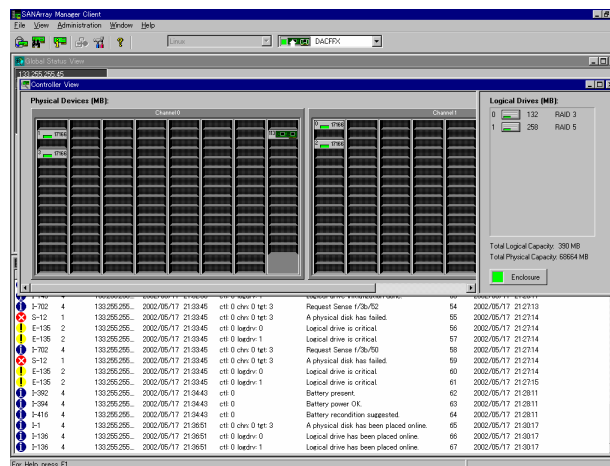 SANArray Manager Client
File View Administration Window Help
Linux
DACFFX
Global Status View
133.255.255.45
Controller View
Physical Devices (MB):
Channel 0
Channel 1
17166
17166
17166
17166
Logical Drives (MB):
0 132 RAID 3
1 258 RAID 5
Total Logical Capacity: 390 MB
Total Physical Capacity: 68664 MB
Enclosure
I-702 4 133.255.255... 2002/05/17 21:33:45 ctl: 0 chn: 0 tgt: 3 Request Sense f/3b/52 54 2002/05/17 21:27:13
S-12 1 133.255.255... 2002/05/17 21:33:45 ctl: 0 chn: 0 tgt: 3 A physical disk has failed. 55 2002/05/17 21:27:14
E-135 2 133.255.255... 2002/05/17 21:33:45 ctl: 0 logdrv: 0 Logical drive is critical. 56 2002/05/17 21:27:14
E-135 2 133.255.255... 2002/05/17 21:33:45 ctl: 0 logdrv: 1 Logical drive is critical. 57 2002/05/17 21:27:14
I-702 4 133.255.255... 2002/05/17 21:33:45 ctl: 0 chn: 0 tgt: 3 Request Sense f/3b/50 58 2002/05/17 21:27:14
S-12 1 133.255.255... 2002/05/17 21:33:45 ctl: 0 chn: 0 tgt: 3 A physical disk has failed. 59 2002/05/17 21:27:14
E-135 2 133.255.255... 2002/05/17 21:33:45 ctl: 0 logdrv: 0 Logical drive is critical. 60 2002/05/17 21:27:14
E-135 2 133.255.255... 2002/05/17 21:33:45 ctl: 0 logdrv: 1 Logical drive is critical. 61 2002/05/17 21:27:15
I-392 4 133.255.255... 2002/05/17 21:34:43 ctl: 0 Battery present. 62 2002/05/17 21:28:11
I-394 4 133.255.255... 2002/05/17 21:34:43 ctl: 0 Battery power OK. 63 2002/05/17 21:28:11
I-416 4 133.255.255... 2002/05/17 21:34:43 ctl: 0 Battery recondition suggested. 64 2002/05/17 21:28:11
I-1 4 133.255.255... 2002/05/17 21:36:51 ctl: 0 chn: 0 tgt: 3 A physical disk has been placed online. 65 2002/05/17 21:30:17
I-136 4 133.255.255... 2002/05/17 21:36:51 ctl: 0 logdrv: 0 Logical drive has been placed online. 66 2002/05/17 21:30:17
I-136 4 133.255.255... 2002/05/17 21:36:51 ctl: 0 logdrv: 1 Logical drive has been placed online. 67 2002/05/17 21:30:17
For Help, press F1